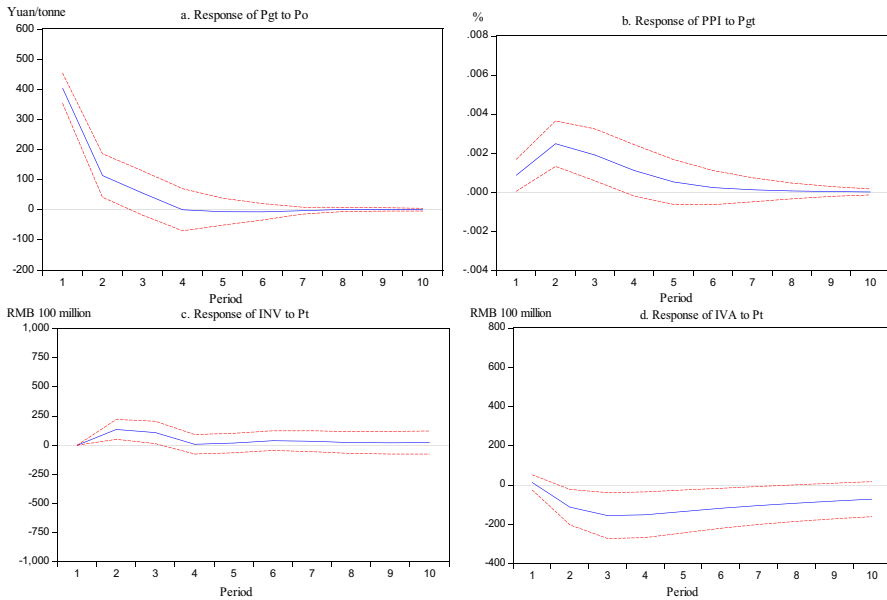 Yuan/tonne
a. Response of Pgt to Po
600
500
400
300
200
100
0
-100
-200
1 2 3 4 5 6 7 8 9 10
Period
%
b. Response of PPI to Pgt
.008
.006
.004
.002
.000
-.002
-.004
1 2 3 4 5 6 7 8 9 10
Period
RMB 100 million
c. Response of INV to Pt
1,000
750
500
250
0
-250
-500
-750
-1,000
1 2 3 4 5 6 7 8 9 10
Period
RMB 100 million
d. Response of IVA to Pt
800
600
400
200
0
-200
-400
1 2 3 4 5 6 7 8 9 10
Period